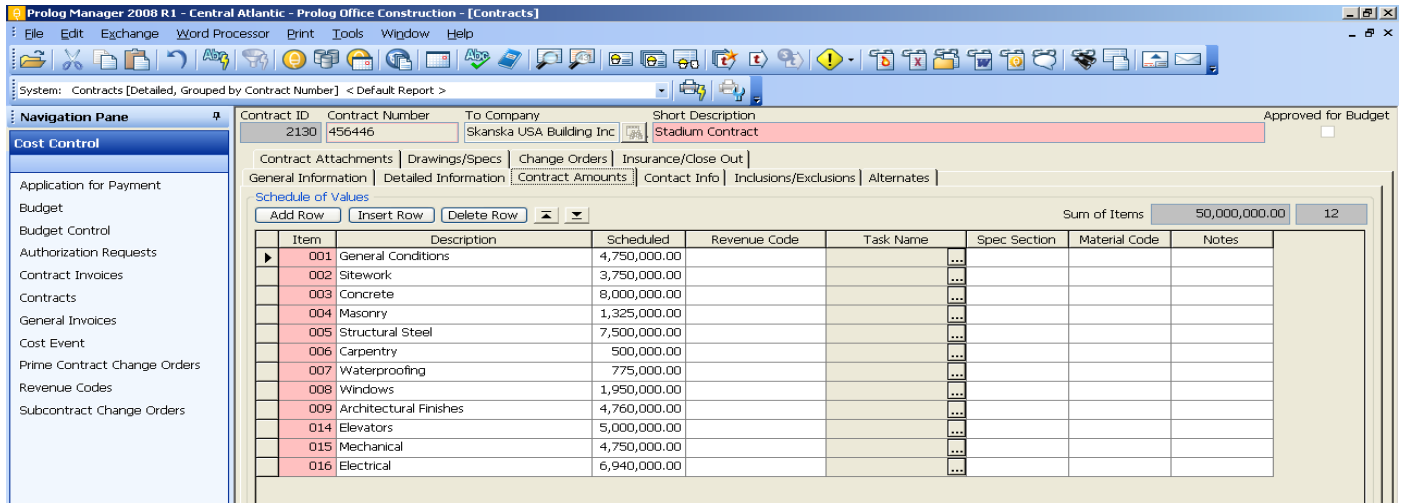 Prolog Manager 2008 R1 - Central Atlantic - Prolog Office Construction - [Contracts]
File Edit Exchange Word Processor Print Tools Window Help
System: Contracts [Detailed, Grouped by Contract Number] < Default Report >
Navigation Pane
Cost Control
Application for Payment
Budget
Budget Control
Authorization Requests
Contract Invoices
Contracts
General Invoices
Cost Event
Prime Contract Change Orders
Revenue Codes
Subcontract Change Orders
Contract ID Contract Number To Company Short Description Approved for Budget
2130 456446 Skanska USA Building Inc Stadium Contract
Contract Attachments Drawings/Specs Change Orders Insurance/Close Out
General Information Detailed Information Contract Amounts Contact Info Inclusions/Exclusions Alternates
Schedule of Values
Add Row Insert Row Delete Row Sum of Items 50,000,000.00 12
Item Description Scheduled Revenue Code Task Name Spec Section Material Code Notes
001 General Conditions 4,750,000.00 ...
002 Sitework 3,750,000.00 ...
003 Concrete 8,000,000.00 ...
004 Masonry 1,325,000.00 ...
005 Structural Steel 7,500,000.00 ...
006 Carpentry 500,000.00 ...
007 Waterproofing 775,000.00 ...
008 Windows 1,950,000.00 ...
009 Architectural Finishes 4,760,000.00 ...
014 Elevators 5,000,000.00 ...
015 Mechanical 4,750,000.00 ...
016 Electrical 6,940,000.00 ...